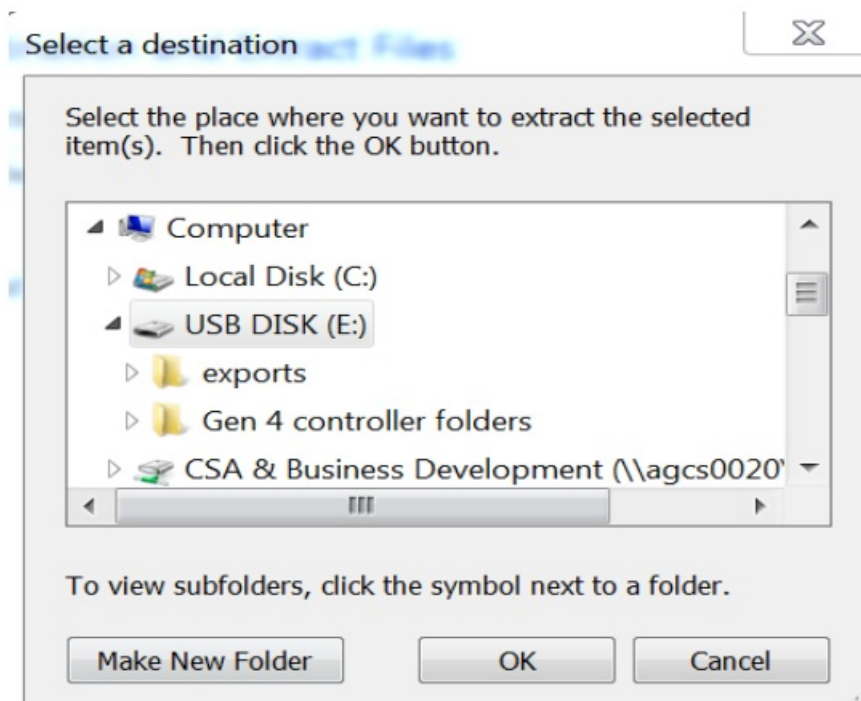 Select a destination
Extract Files
Select the place where you want to extract the selected
item(s).  Then click the OK button.
Computer
Local Disk (C:)
USB DISK (E:)
exports
Gen 4 controller folders
CSA & Business Development (\\agcs0020\
To view subfolders, click the symbol next to a folder.
Make New Folder
OK
Cancel